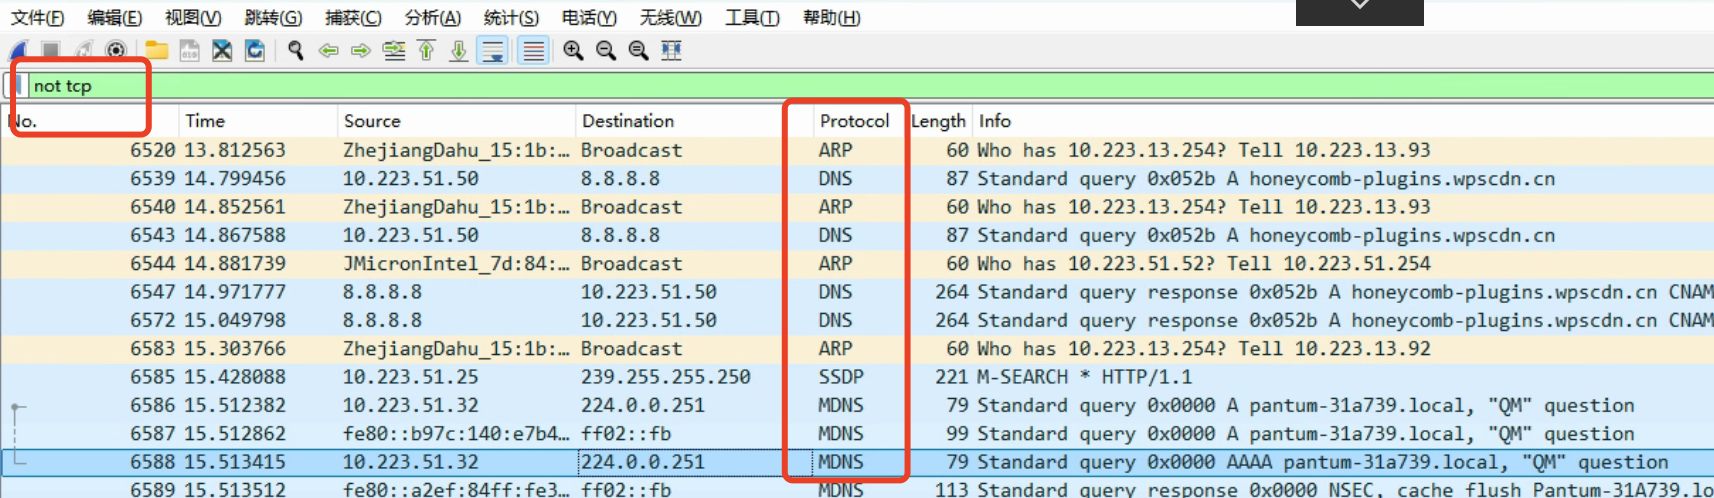 文件(F) 编辑(E) 视图(V) 跳转(G) 捕获(C) 分析(A) 统计(S) 电话(Y) 无线(W) 工具(T) 帮助(H)
not tcp
No. Time Source Destination Protocol Length Info
6520 13.812563 ZhejiangDahu_15:1b:… Broadcast ARP 60 Who has 10.223.13.254? Tell 10.223.13.93
6539 14.799456 10.223.51.50 8.8.8.8 DNS 87 Standard query 0x052b A honeycomb-plugins.wpscdn.cn
6540 14.852561 ZhejiangDahu_15:1b:… Broadcast ARP 60 Who has 10.223.13.254? Tell 10.223.13.93
6543 14.867588 10.223.51.50 8.8.8.8 DNS 87 Standard query 0x052b A honeycomb-plugins.wpscdn.cn
6544 14.881739 JMicronIntel_7d:84:… Broadcast ARP 60 Who has 10.223.51.52? Tell 10.223.51.254
6547 14.971777 8.8.8.8 10.223.51.50 DNS 264 Standard query response 0x052b A honeycomb-plugins.wpscdn.cn CNAM
6572 15.049798 8.8.8.8 10.223.51.50 DNS 264 Standard query response 0x052b A honeycomb-plugins.wpscdn.cn CNAM
6583 15.303766 ZhejiangDahu_15:1b:… Broadcast ARP 60 Who has 10.223.13.254? Tell 10.223.13.92
6585 15.428088 10.223.51.25 239.255.255.250 SSDP 221 M-SEARCH * HTTP/1.1
6586 15.512382 10.223.51.32 224.0.0.251 MDNS 79 Standard query 0x0000 A pantum-31a739.local, "QM" question
6587 15.512862 fe80::b97c:140:e7b4… ff02::fb MDNS 99 Standard query 0x0000 A pantum-31a739.local, "QM" question
6588 15.513415 10.223.51.32 224.0.0.251 MDNS 79 Standard query 0x0000 AAAA pantum-31a739.local, "QM" question
6589 15.513512 fe80::a2ef:84ff:fe3… ff02::fb MDNS 113 Standard query response 0x0000 NSEC, cache flush Pantum-31A739.lo